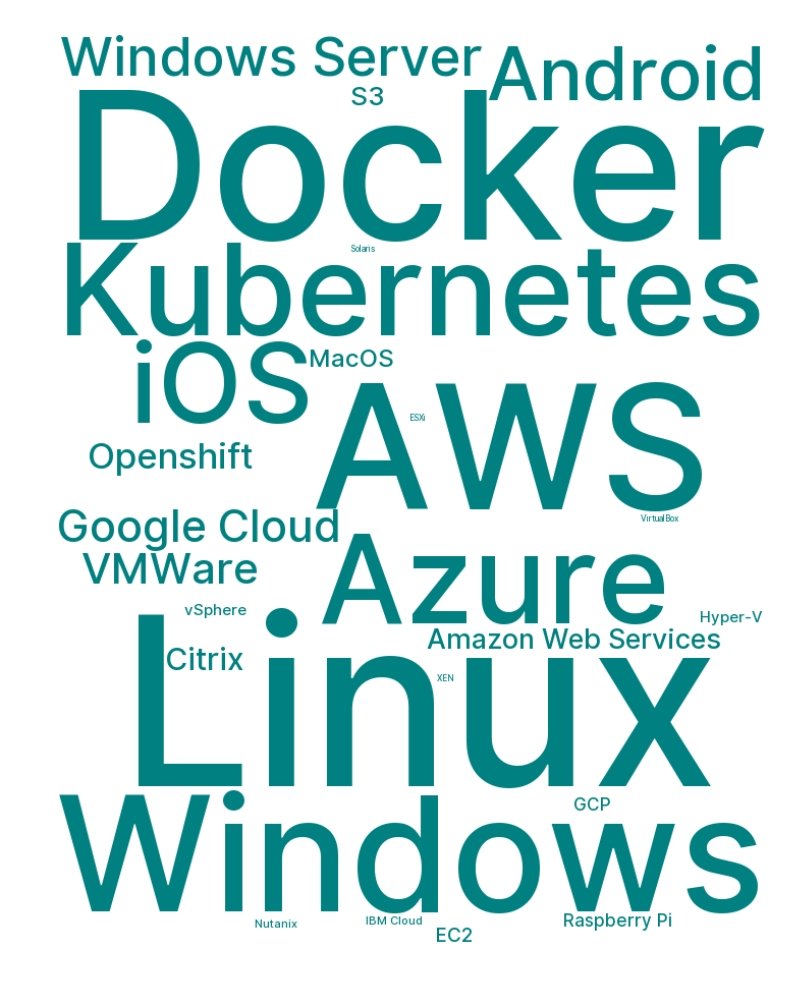 Windows Server
Android
S3
Docker
Solaris
Kubernetes
iOS
MacOS
AWS
ESXi
Openshift
Google Cloud
VirtualBox
VMWare
Azure
vSphere
Hyper-V
Amazon Web Services
Citrix
Linux
XEN
Windows
GCP
Nutanix
IBM Cloud
Raspberry Pi
EC2